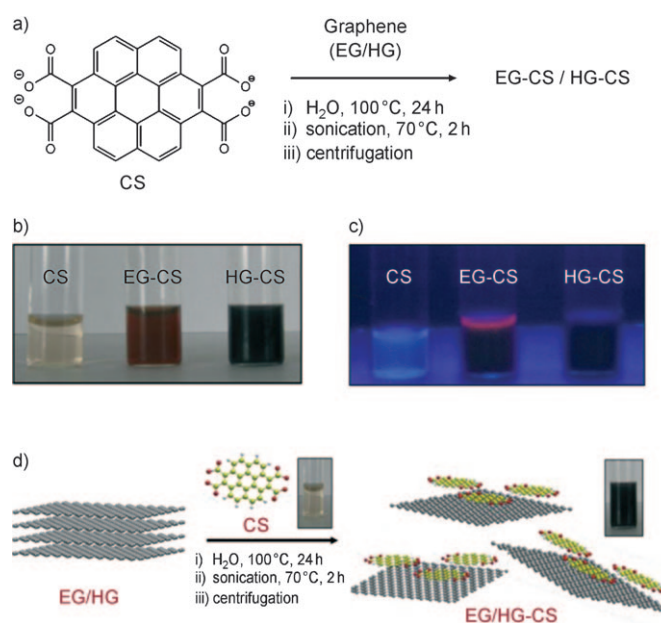 a)
Graphene
(EG/HG)
EG-CS / HG-CS
i) H₂O, 100 °C, 24 h
ii) sonication, 70 °C, 2 h
iii) centrifugation
⊖ O O O O ⊖
⊖ O O O O ⊖
CS
b)
CS EG-CS HG-CS
c)
CS EG-CS HG-CS
d)
CS
i) H₂O, 100 °C, 24 h
ii) sonication, 70 °C, 2 h
iii) centrifugation
EG/HG
EG/HG-CS